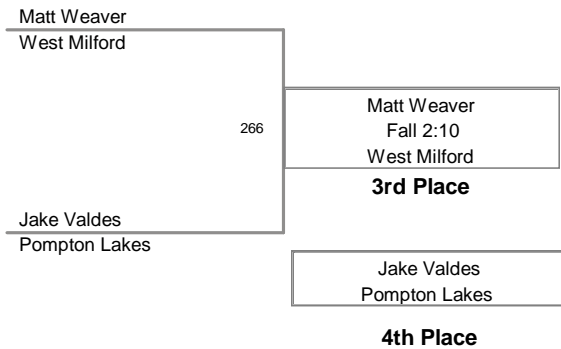 Matt Weaver
West Milford
266
Matt Weaver
Fall 2:10
West Milford
3rd Place
Jake Valdes
Pompton Lakes
Jake Valdes
Pompton Lakes
4th Place